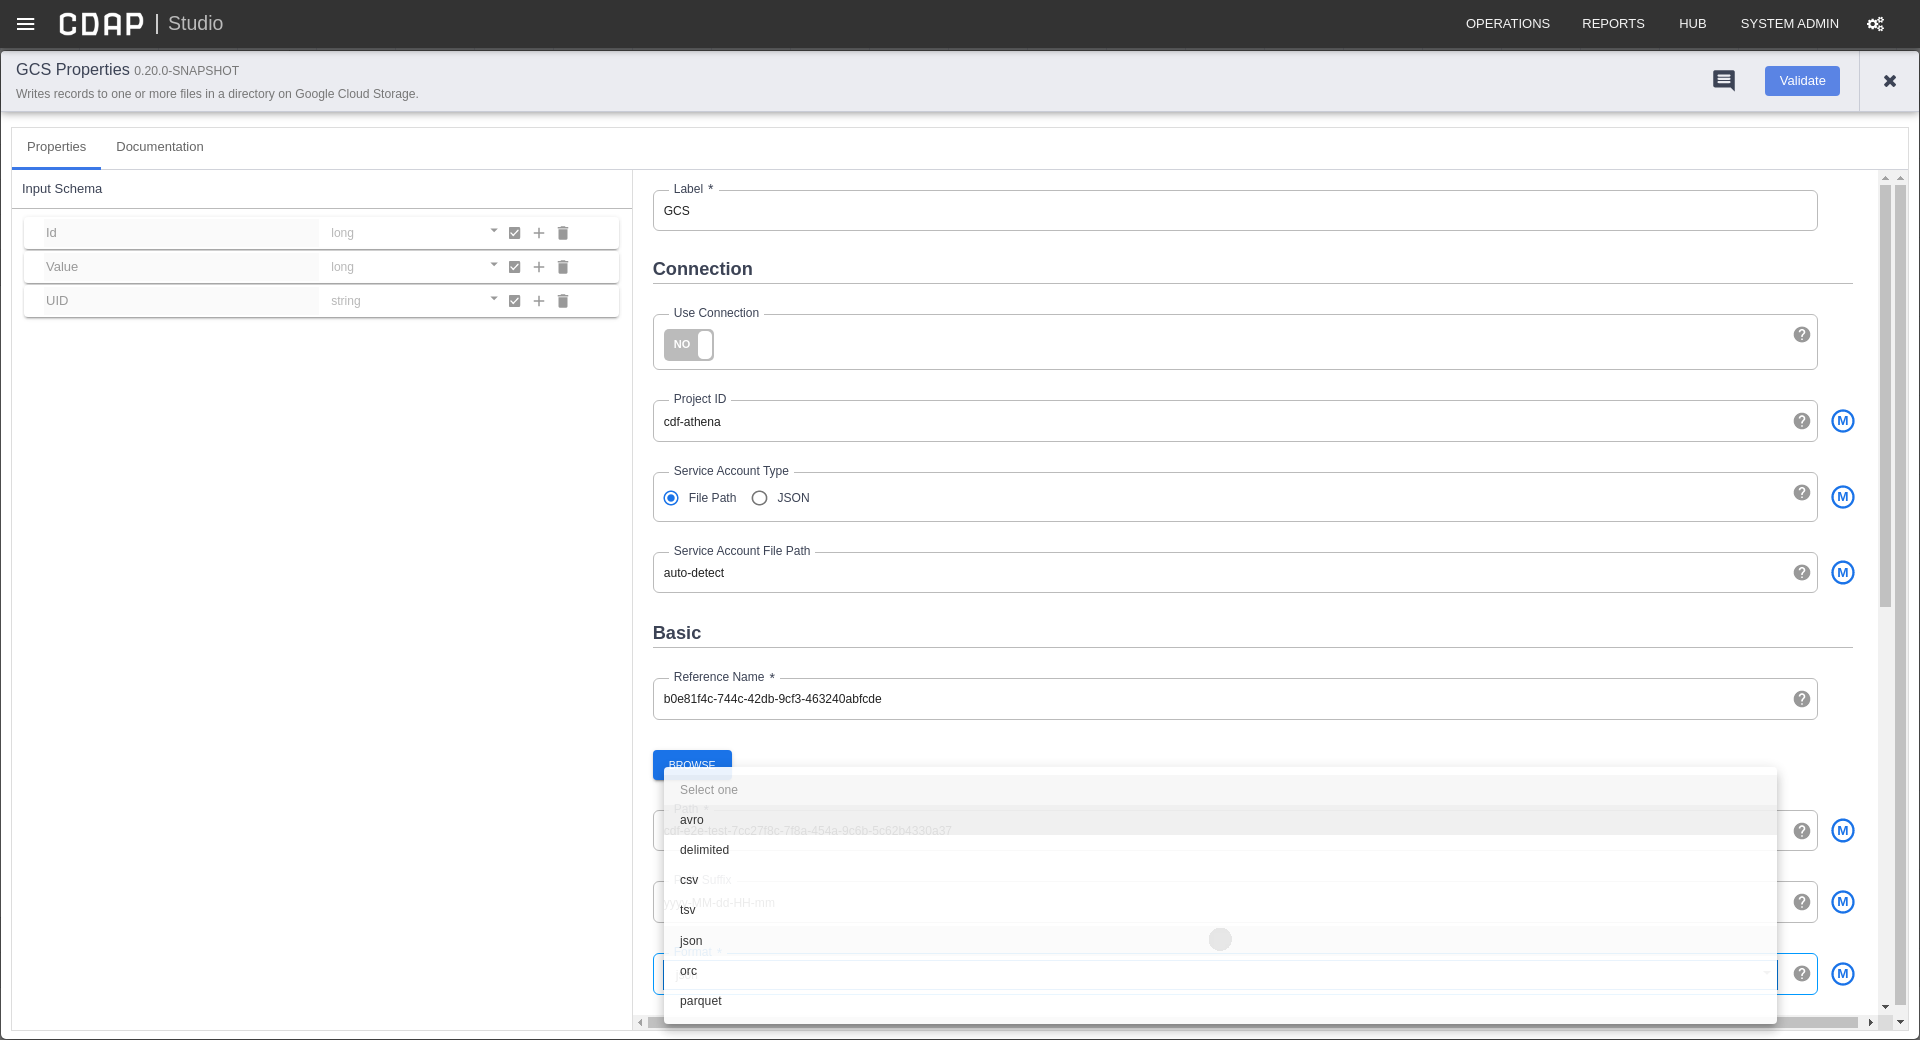 CDAP | Studio
OPERATIONS REPORTS HUB SYSTEM ADMIN
GCS Properties 0.20.0-SNAPSHOT
Writes records to one or more files in a directory on Google Cloud Storage.
Validate
Properties Documentation
Input Schema
Id long
Value long
UID string
Label *
GCS
Connection
Use Connection
NO
Project ID
cdf-athena
M
Service Account Type
File Path JSON
M
Service Account File Path
auto-detect
M
Basic
Reference Name *
b0e81f4c-744c-42db-9cf3-463240abfcde
BROWSE
Select one
Path *
avro
cdf-e2e-test-7cc27f8c-7f8a-454a-9c6b-5c62b4330a37
M
delimited
csv
Suffix
yyyy-MM-dd-HH-mm
M
tsv
json
Format *
orc
M
parquet